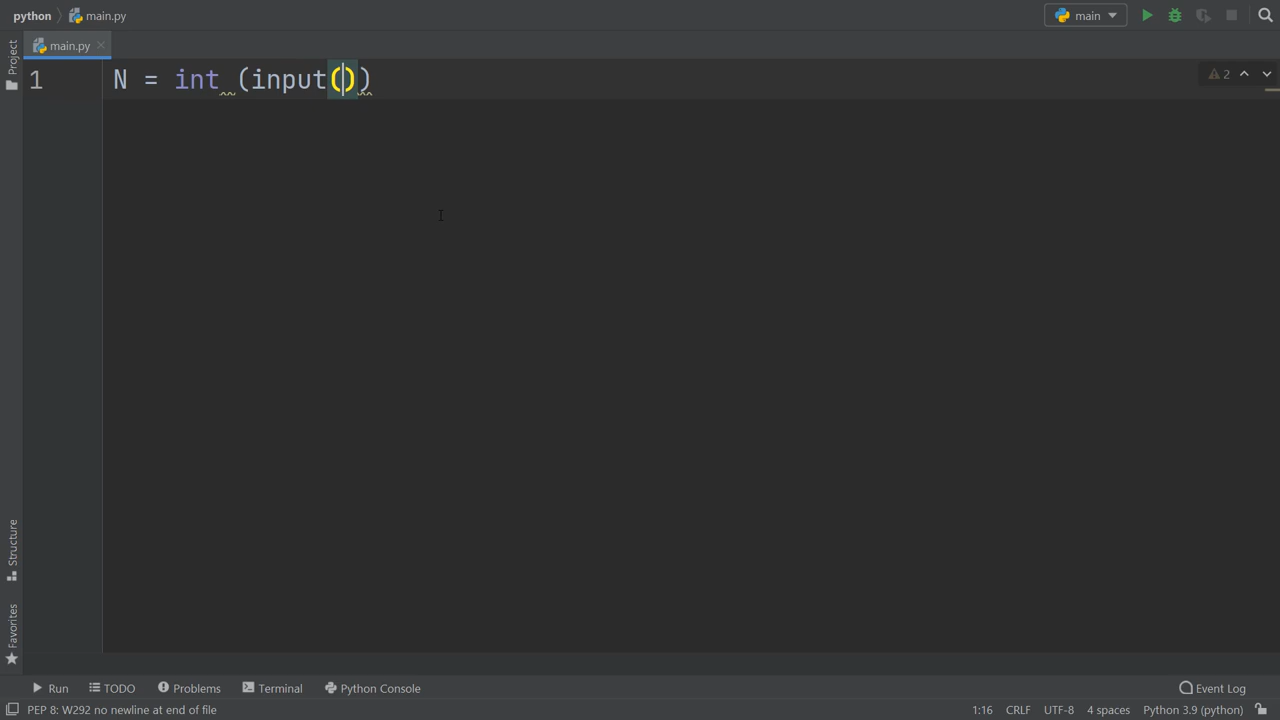 python main.py main
main.py
1 N = int (input()) 2
Project
Structure
Favorites
Run TODO Problems Terminal Python Console Event Log
PEP 8: W292 no newline at end of file 1:16 CRLF UTF-8 4 spaces Python 3.9 (python)